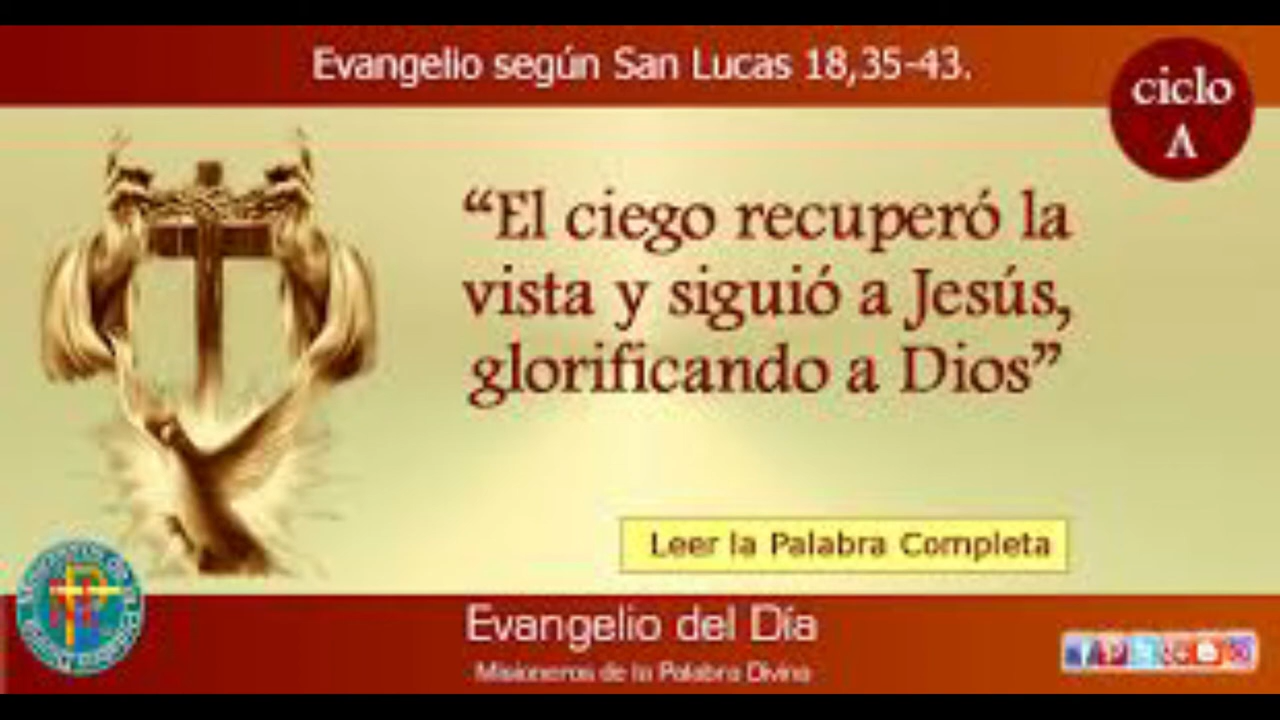 Evangelio según San Lucas 18,35-43.
ciclo
A
“El ciego recuperó la
vista y siguió a Jesús,
glorificando a Dios”
Leer la Palabra Completa
Evangelio del Día
Misioneros de la Palabra Divina